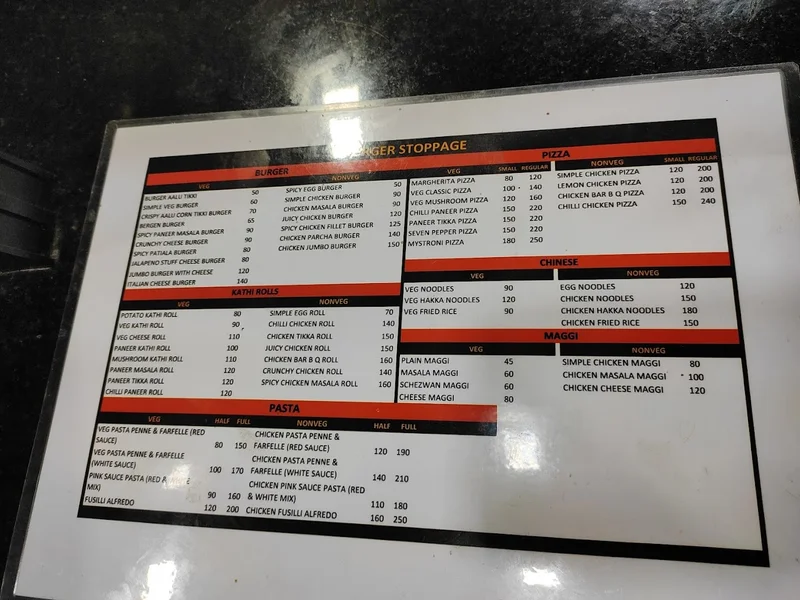 RGER STOPPAGE
BURGER
VEG
BURGER AALU TIKKI 50
SIMPLE VEG BURGER 60
CRISPY AALU CORN TIKKI BURGER 70
BERGEN BURGER 65
SPICY PANEER MASALA BURGER 90
CRUNCHY CHEESE BURGER 90
SPICY PATIALA BURGER 80
JALAPENO STUFF CHEESE BURGER 80
JUMBO BURGER WITH CHEESE 120
ITALIAN CHEESE BURGER 140
NONVEG
SPICY EGG BURGER 50
SIMPLE CHICKEN BURGER 90
CHICKEN MASALA BURGER 90
JUICY CHICKEN BURGER 120
SPICY CHICKEN FILLET BURGER 125
CHICKEN PARCHA BURGER 140
CHICKEN JUMBO BURGER 150
KATHI ROLLS
VEG
POTATO KATHI ROLL 80
VEG KATHI ROLL 90
VEG CHEESE ROLL 110
PANEER KATHI ROLL 100
MUSHROOM KATHI ROLL 110
PANEER MASALA ROLL 120
PANEER TIKKA ROLL 120
CHILLI PANEER ROLL 120
NONVEG
SIMPLE EGG ROLL 70
CHILLI CHICKEN ROLL 140
CHICKEN TIKKA ROLL 150
JUICY CHICKEN ROLL 150
CHICKEN BAR B Q ROLL 160
CRUNCHY CHICKEN ROLL 140
SPICY CHICKEN MASALA ROLL 160
PASTA
VEG HALF FULL
VEG PASTA PENNE & FARFELLE (RED
SAUCE) 80 150
VEG PASTA PENNE & FARFELLE
(WHITE SAUCE) 100 170
PINK SAUCE PASTA (RED
MIX) 90 160
FUSILLI ALFREDO 120 200
NONVEG HALF FULL
CHICKEN PASTA PENNE &
FARFELLE (RED SAUCE) 120 190
CHICKEN PASTA PENNE &
FARFELLE (WHITE SAUCE) 140 210
CHICKEN PINK SAUCE PASTA (RED
& WHITE MIX) 110 180
CHICKEN FUSILLI ALFREDO 160 250
PIZZA
VEG SMALL REGULAR
MARGHERITA PIZZA 80 120
VEG CLASSIC PIZZA 100 140
VEG MUSHROOM PIZZA 120 160
CHILLI PANEER PIZZA 150 220
PANEER TIKKA PIZZA 150 220
SEVEN PEPPER PIZZA 150 220
MYSTRONI PIZZA 180 250
NONVEG SMALL REGULAR
SIMPLE CHICKEN PIZZA 120 200
LEMON CHICKEN PIZZA 120 200
CHICKEN BAR B Q PIZZA 120 200
CHILLI CHICKEN PIZZA 150 240
CHINESE
VEG
VEG NOODLES 90
VEG HAKKA NOODLES 120
VEG FRIED RICE 90
NONVEG
EGG NOODLES 120
CHICKEN NOODLES 150
CHICKEN HAKKA NOODLES 180
CHICKEN FRIED RICE 150
MAGGI
VEG
PLAIN MAGGI 45
MASALA MAGGI 60
SCHEZWAN MAGGI 60
CHEESE MAGGI 80
NONVEG
SIMPLE CHICKEN MAGGI 80
CHICKEN MASALA MAGGI 100
CHICKEN CHEESE MAGGI 120